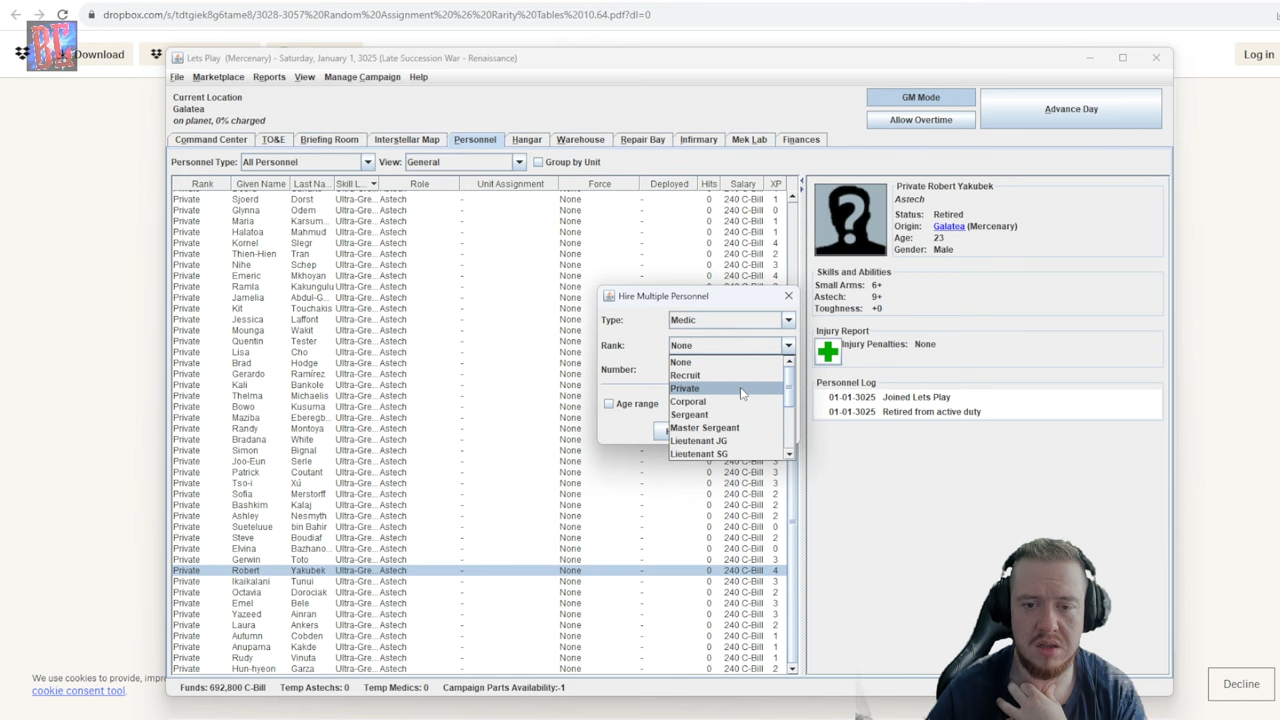 dropbox.com/s/tdtgiek8g6tame8/3028-3057%20Random%20Assignment%20%26%20Rarity%20Tables%2010.64.pdf?dl=0
BG
Download
Log in
Lets Play (Mercenary) - Saturday, January 1, 3025 (Late Succession War - Renaissance)
File Marketplace Reports View Manage Campaign Help
Current Location
Galatea
on planet, 0% charged
GM Mode
Allow Overtime
Advance Day
Command Center TO&E Briefing Room Interstellar Map Personnel Hangar Warehouse Repair Bay Infirmary Mek Lab Finances
Personnel Type: All Personnel View: General Group by Unit
Rank Given Name Last Na... Skill L... Role Unit Assignment Force Deployed Hits Salary XP
Private Sjoerd Dorst Ultra-Gre... Astech - None - 0 240 C-Bill 1
Private Glynna Odem Ultra-Gre... Astech - None - 0 240 C-Bill 0
Private Maria Karsum... Ultra-Gre... Astech - None - 0 240 C-Bill 1
Private Halatoa Mahmud Ultra-Gre... Astech - None - 0 240 C-Bill 1
Private Kornel Slegr Ultra-Gre... Astech - None - 0 240 C-Bill 4
Private Thien-Hien Tran Ultra-Gre... Astech - None - 0 240 C-Bill 2
Private Nihe Schep Ultra-Gre... Astech - None - 0 240 C-Bill 3
Private Emeric Mkhoyan Ultra-Gre... Astech - None - 0 240 C-Bill 4
Private Ramla Kakungulu Ultra-Gre... Astech - None
Private Jamelia Abdul-G... Ultra-Gre... Astech - None
Private Kit Touchakis Ultra-Gre... Astech - None
Private Jessica Laffont Ultra-Gre... Astech - None
Private Mounga Wakit Ultra-Gre... Astech - None
Private Quentin Tester Ultra-Gre... Astech - None
Private Lisa Cho Ultra-Gre... Astech - None
Private Brad Hodge Ultra-Gre... Astech - None
Private Gerardo Ardito Ultra-Gre... Astech - None
Private Kali Bankole Ultra-Gre... Astech - None
Private Thelma Michaelis Ultra-Gre... Astech - None
Private Bowo Kusuma Ultra-Gre... Astech - None
Private Maziba Eberegbe... Ultra-Gre... Astech - None
Private Randy Montoya Ultra-Gre... Astech - None
Private Bradana White Ultra-Gre... Astech - None
Private Simon Bignal Ultra-Gre... Astech - None
Private Joo-Eun Serle Ultra-Gre... Astech - None - 0 240 C-Bill 3
Private Patrick Coutant Ultra-Gre... Astech - None - 0 240 C-Bill 3
Private Tso-i Xú Ultra-Gre... Astech - None - 0 240 C-Bill 3
Private Sofia Merstorff Ultra-Gre... Astech - None - 0 240 C-Bill 2
Private Bashkim Kalaj Ultra-Gre... Astech - None - 0 240 C-Bill 2
Private Ashley Nesmyth Ultra-Gre... Astech - None - 0 240 C-Bill 2
Private Sueteluue bin Bahir Ultra-Gre... Astech - None - 0 240 C-Bill 0
Private Steve Boudiaf Ultra-Gre... Astech - None - 0 240 C-Bill 2
Private Elvina Bazhano... Ultra-Gre... Astech - None - 0 240 C-Bill 0
Private Gerwin Toto Ultra-Gre... Astech - None - 0 240 C-Bill 3
Private Robert Yakubek Ultra-Gre... Astech - None - 0 240 C-Bill 4
Private Ikaikalani Tunui Ultra-Gre... Astech - None - 0 240 C-Bill 3
Private Octavia Dorociak Ultra-Gre... Astech - None - 0 240 C-Bill 2
Private Emel Bele Ultra-Gre... Astech - None - 0 240 C-Bill 3
Private Yazeed Ainran Ultra-Gre... Astech - None - 0 240 C-Bill 3
Private Laura Ankers Ultra-Gre... Astech - None - 0 240 C-Bill 2
Private Autumn Cobden Ultra-Gre... Astech - None - 0 240 C-Bill 1
Private Anupama Kakde Ultra-Gre... Astech - None - 0 240 C-Bill 3
Private Rudy Vinuta Ultra-Gre... Astech - None - 0 240 C-Bill 1
Private Hun-hyeon Garza Ultra-Gre... Astech - None - 0 240 C-Bill 2
Hire Multiple Personnel
Type: Medic
Rank: None
Number:
Age range
None
Recruit
Private
Corporal
Sergeant
Master Sergeant
Lieutenant JG
Lieutenant SG
Private Robert Yakubek
Astech
Status: Retired
Origin: Galatea (Mercenary)
Age: 23
Gender: Male
Skills and Abilities
Small Arms: 6+
Astech: 9+
Toughness: +0
Injury Report
Injury Penalties: None
Personnel Log
01-01-3025 Joined Lets Play
01-01-3025 Retired from active duty
Funds: 692,800 C-Bill Temp Astechs: 0 Temp Medics: 0 Campaign Parts Availability:-1
We use cookies to provide, impro
cookie consent tool.
Decline